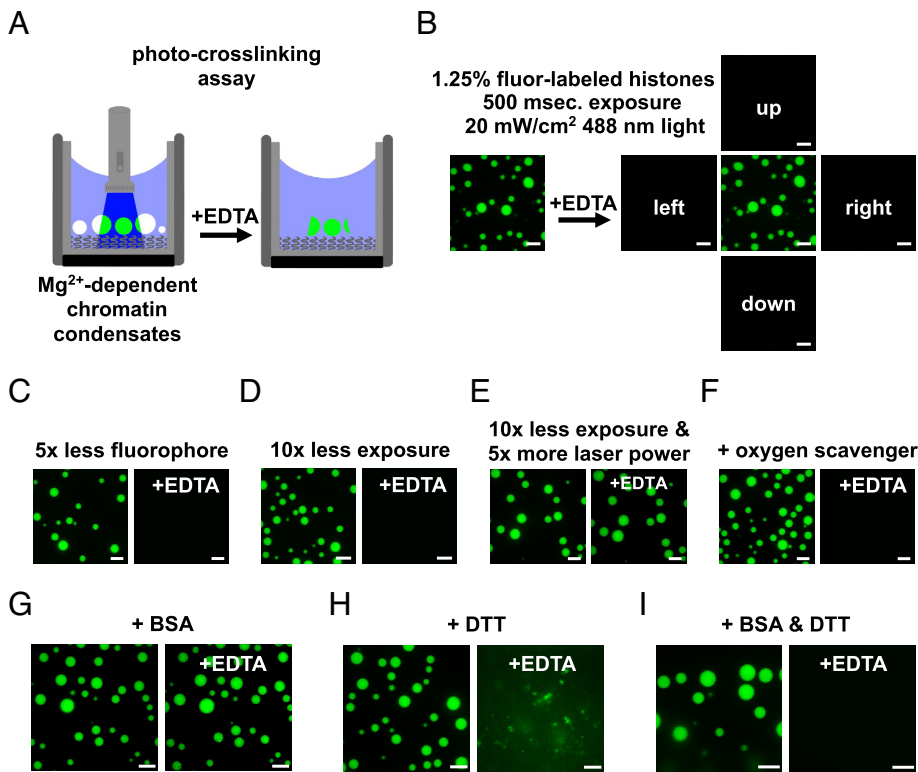 A
photo-crosslinking
assay
+EDTA
Mg²⁺-dependent
chromatin
condensates
B
1.25% fluor-labeled histones
500 msec. exposure
20 mW/cm² 488 nm light
+EDTA
up
left
right
down
C
5x less fluorophore
+EDTA
D
10x less exposure
+EDTA
E
10x less exposure &
5x more laser power
+EDTA
F
+ oxygen scavenger
+EDTA
G
+ BSA
+EDTA
H
+ DTT
+EDTA
I
+ BSA & DTT
+EDTA